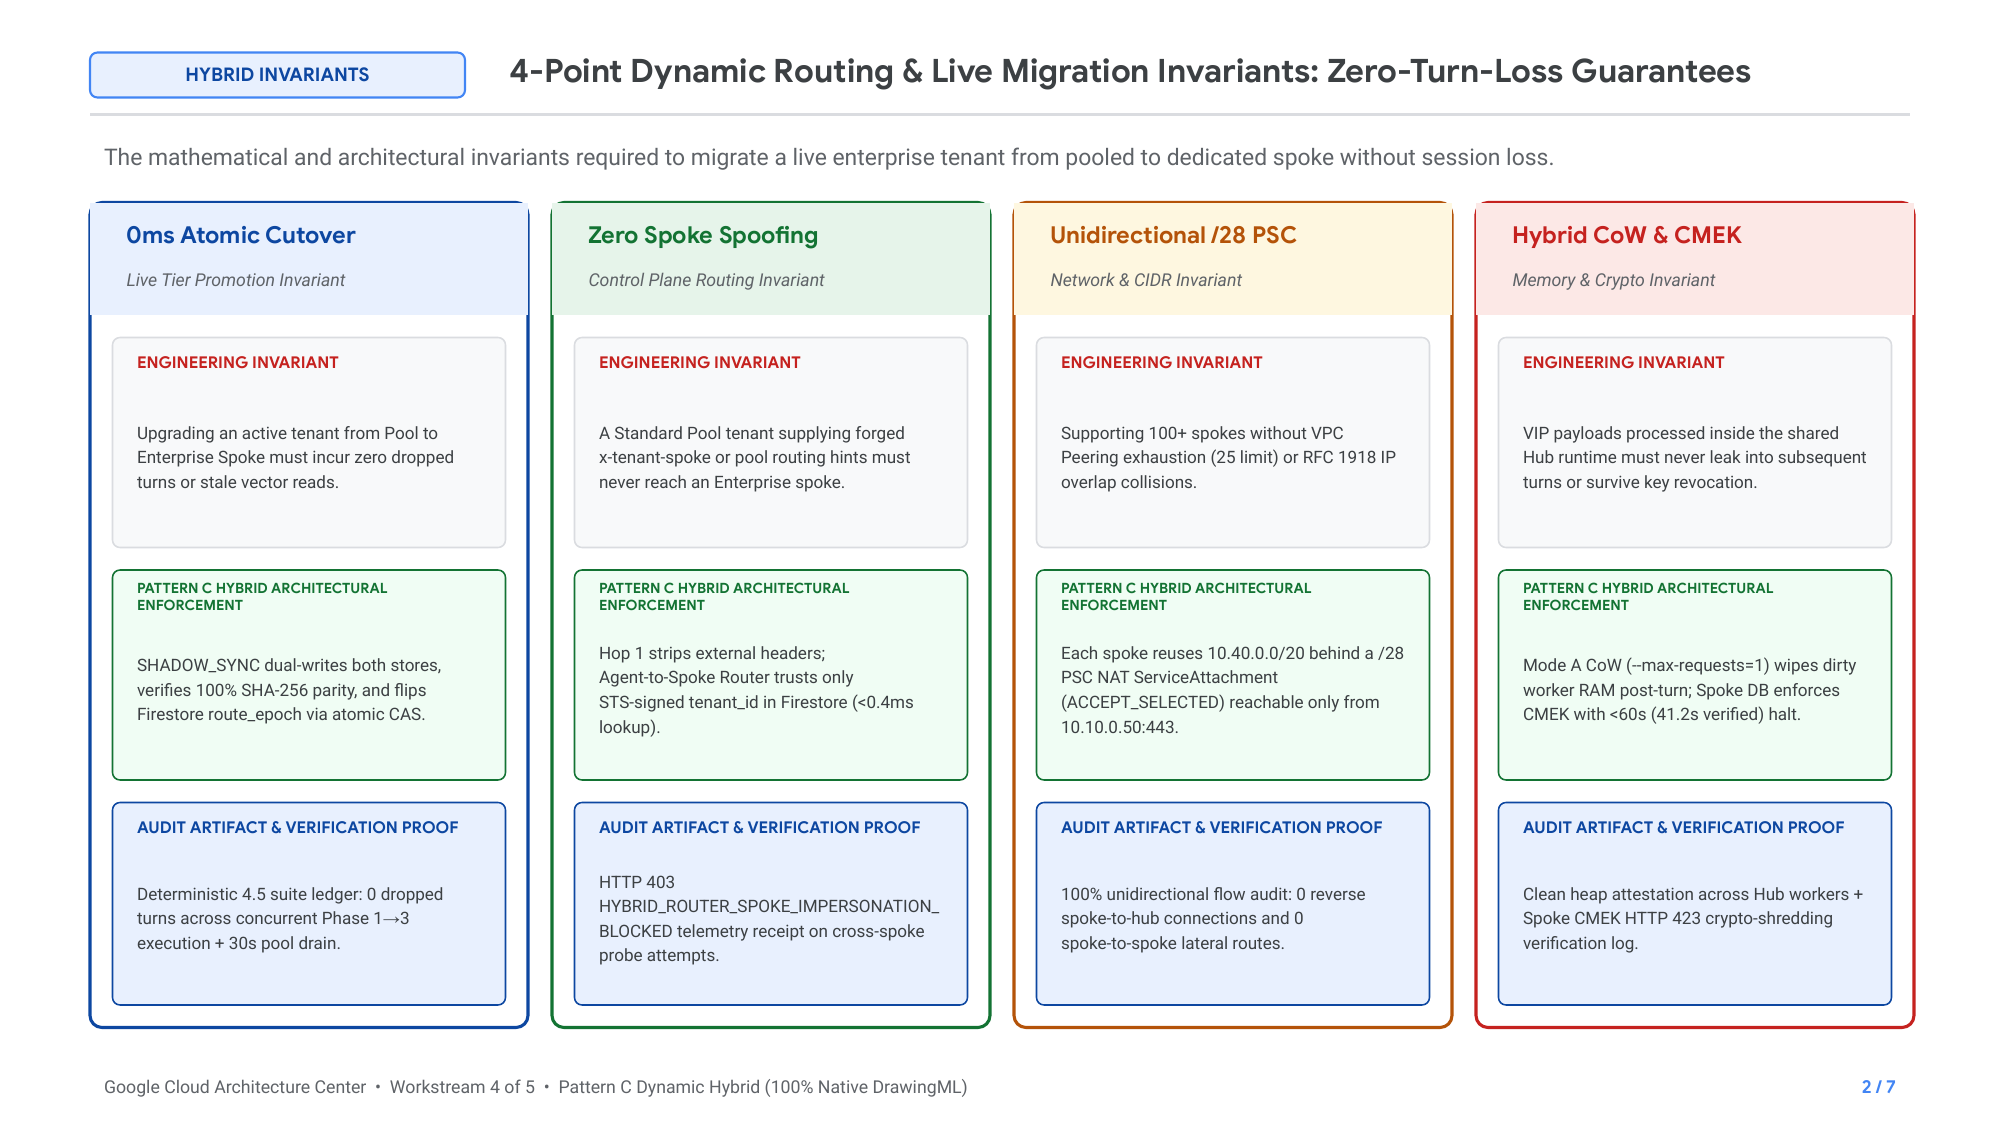 HYBRID INVARIANTS
4-Point Dynamic Routing & Live Migration Invariants: Zero-Turn-Loss Guarantees
The mathematical and architectural invariants required to migrate a live enterprise tenant from pooled to dedicated spoke without session loss.
0ms Atomic Cutover
Live Tier Promotion Invariant
ENGINEERING INVARIANT
Upgrading an active tenant from Pool to
Enterprise Spoke must incur zero dropped
turns or stale vector reads.
PATTERN C HYBRID ARCHITECTURAL
ENFORCEMENT
SHADOW_SYNC dual-writes both stores,
verifies 100% SHA-256 parity, and flips
Firestore route_epoch via atomic CAS.
AUDIT ARTIFACT & VERIFICATION PROOF
Deterministic 4.5 suite ledger: 0 dropped
turns across concurrent Phase 1→3
execution + 30s pool drain.
Zero Spoke Spoofing
Control Plane Routing Invariant
ENGINEERING INVARIANT
A Standard Pool tenant supplying forged
x-tenant-spoke or pool routing hints must
never reach an Enterprise spoke.
PATTERN C HYBRID ARCHITECTURAL
ENFORCEMENT
Hop 1 strips external headers;
Agent-to-Spoke Router trusts only
STS-signed tenant_id in Firestore (<0.4ms
lookup).
AUDIT ARTIFACT & VERIFICATION PROOF
HTTP 403
HYBRID_ROUTER_SPOKE_IMPERSONATION_
BLOCKED telemetry receipt on cross-spoke
probe attempts.
Unidirectional /28 PSC
Network & CIDR Invariant
ENGINEERING INVARIANT
Supporting 100+ spokes without VPC
Peering exhaustion (25 limit) or RFC 1918 IP
overlap collisions.
PATTERN C HYBRID ARCHITECTURAL
ENFORCEMENT
Each spoke reuses 10.40.0.0/20 behind a /28
PSC NAT ServiceAttachment
(ACCEPT_SELECTED) reachable only from
10.10.0.50:443.
AUDIT ARTIFACT & VERIFICATION PROOF
100% unidirectional flow audit: 0 reverse
spoke-to-hub connections and 0
spoke-to-spoke lateral routes.
Hybrid CoW & CMEK
Memory & Crypto Invariant
ENGINEERING INVARIANT
VIP payloads processed inside the shared
Hub runtime must never leak into subsequent
turns or survive key revocation.
PATTERN C HYBRID ARCHITECTURAL
ENFORCEMENT
Mode A CoW (--max-requests=1) wipes dirty
worker RAM post-turn; Spoke DB enforces
CMEK with <60s (41.2s verified) halt.
AUDIT ARTIFACT & VERIFICATION PROOF
Clean heap attestation across Hub workers +
Spoke CMEK HTTP 423 crypto-shredding
verification log.
Google Cloud Architecture Center • Workstream 4 of 5 • Pattern C Dynamic Hybrid (100% Native DrawingML)
2 / 7